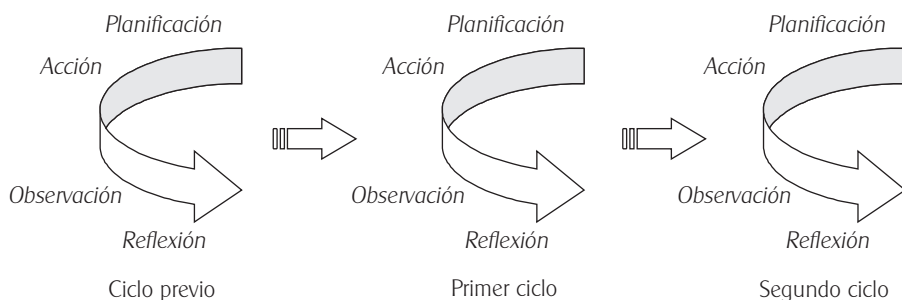 Planificación
Acción
Observación
Reflexión
Ciclo previo
Planificación
Acción
Observación
Reflexión
Primer ciclo
Planificación
Acción
Observación
Reflexión
Segundo ciclo